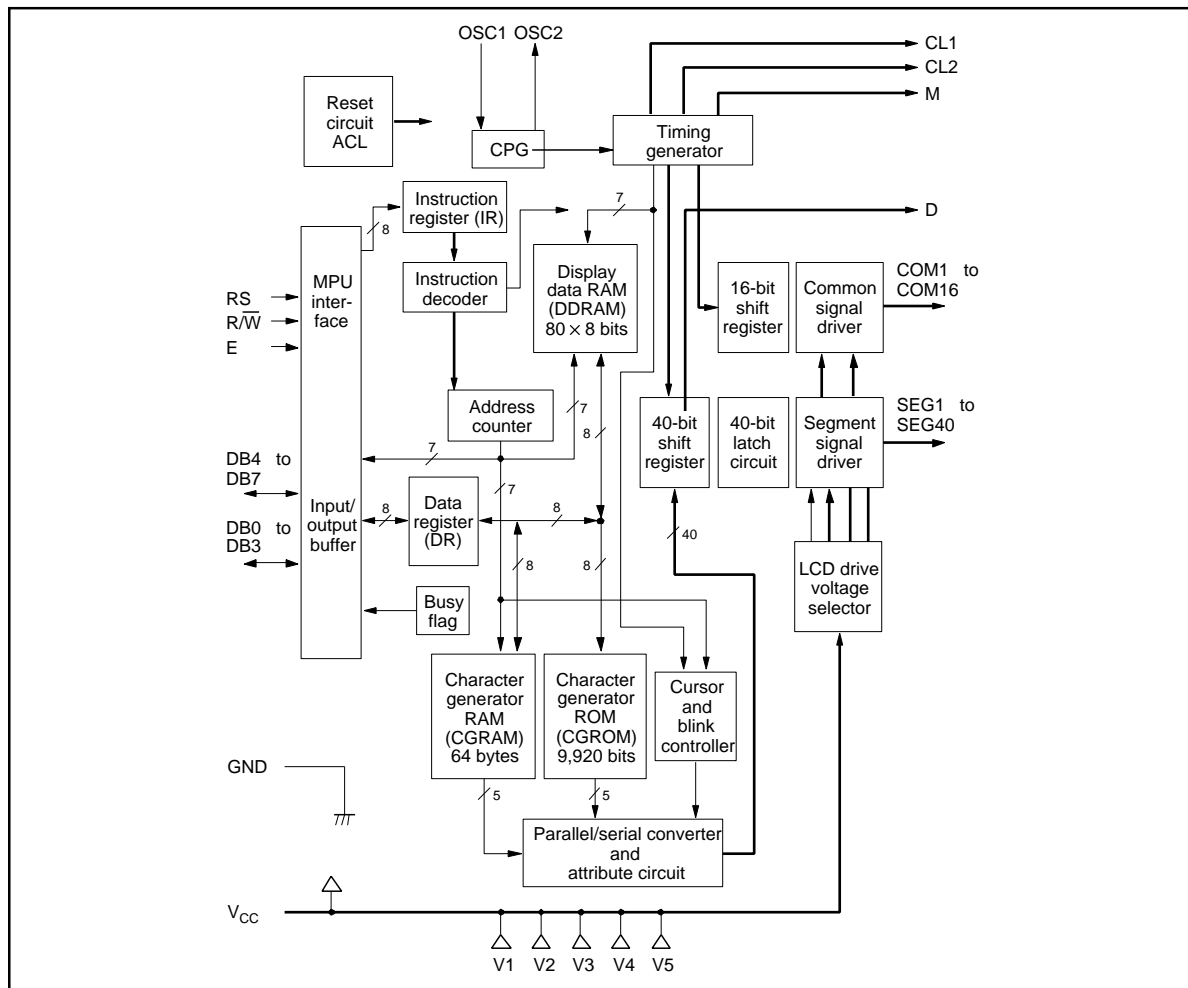 OSC1 OSC2
CL1
CL2
M
Reset
circuit
ACL
CPG
Timing
generator
7
D
8
Instruction
register (IR)
MPU
inter-
face
Instruction
decoder
Display
data RAM
(DDRAM)
80 × 8 bits
16-bit
shift
register
Common
signal
driver
COM1 to
COM16
RS
R/W̅
E
Address
counter
7
8
40-bit
shift
register
40-bit
latch
circuit
Segment
signal
driver
SEG1 to
SEG40
DB4 to
DB7
7
7
Input/
output
buffer
8
Data
register
(DR)
8
DB0 to
DB3
40
8
8
LCD drive
voltage
selector
Busy
flag
Character
generator
RAM
(CGRAM)
64 bytes
Character
generator
ROM
(CGROM)
9,920 bits
Cursor
and
blink
controller
GND
5
5
Parallel/serial converter
and
attribute circuit
VCC
V1 V2 V3 V4 V5